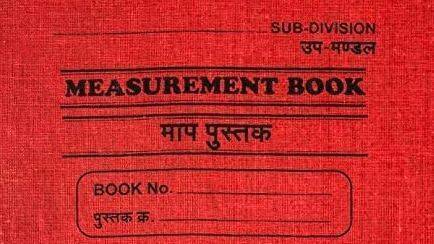 SUB-DIVISION
उप-मण्डल
MEASUREMENT BOOK
माप पुस्तक
BOOK No.
पुस्तक क्र.